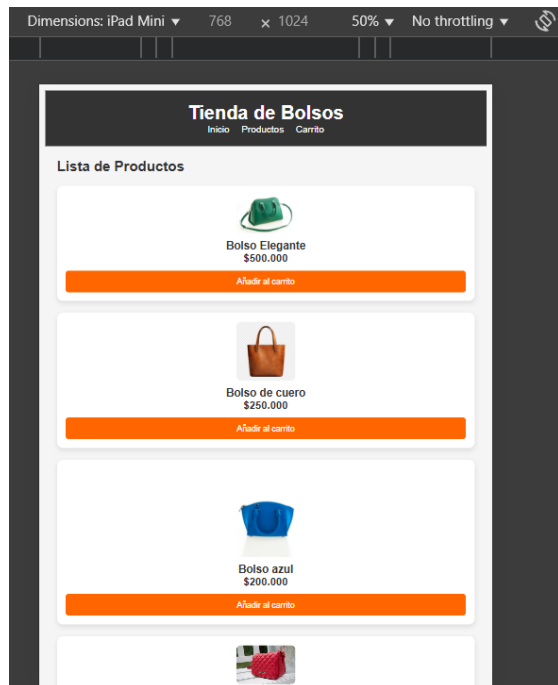 Dimensions: iPad Mini ▼ 768 × 1024 50% ▼ No throttling ▼
Tienda de Bolsos
Inicio Productos Carrito
Lista de Productos
Bolso Elegante
$500.000
Añadir al carrito
Bolso de cuero
$250.000
Añadir al carrito
Bolso azul
$200.000
Añadir al carrito